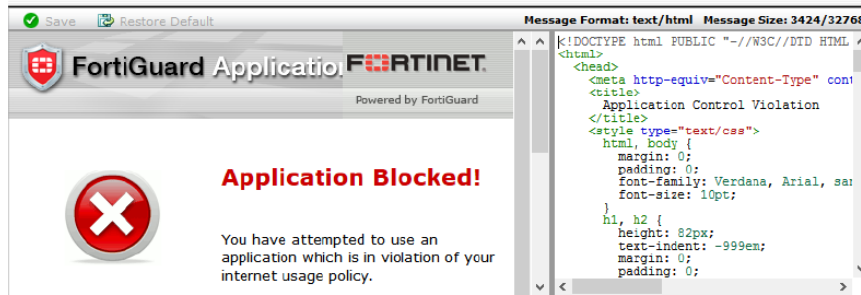 Save Restore Default Message Format: text/html Message Size: 3424/32768
FortiGuard Application FORTINET
Powered by FortiGuard
Application Blocked!
You have attempted to use an
application which is in violation of your
internet usage policy.
<!DOCTYPE html PUBLIC "-//W3C//DTD HTML
<html>
<head>
<meta http-equiv="Content-Type" cont
<title>
Application Control Violation
</title>
<style type="text/css">
html, body {
margin: 0;
padding: 0;
font-family: Verdana, Arial, san
font-size: 10pt;
}
h1, h2 {
height: 82px;
text-indent: -999em;
margin: 0;
padding: 0;